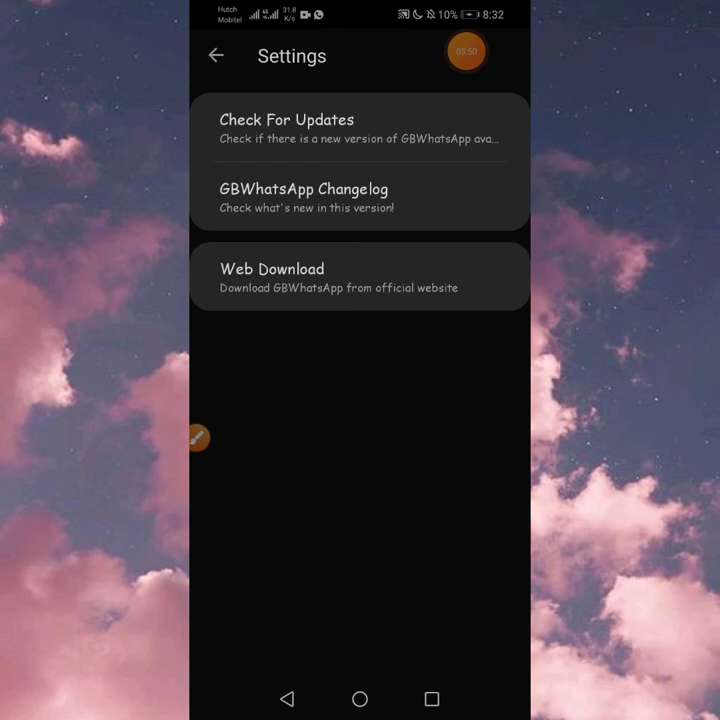 Hutch
Mobitel
4G
31.8
K/s
10%
8:32
Settings
03:50
Check For Updates
Check if there is a new version of GBWhatsApp ava...
GBWhatsApp Changelog
Check what's new in this version!
Web Download
Download GBWhatsApp from official website